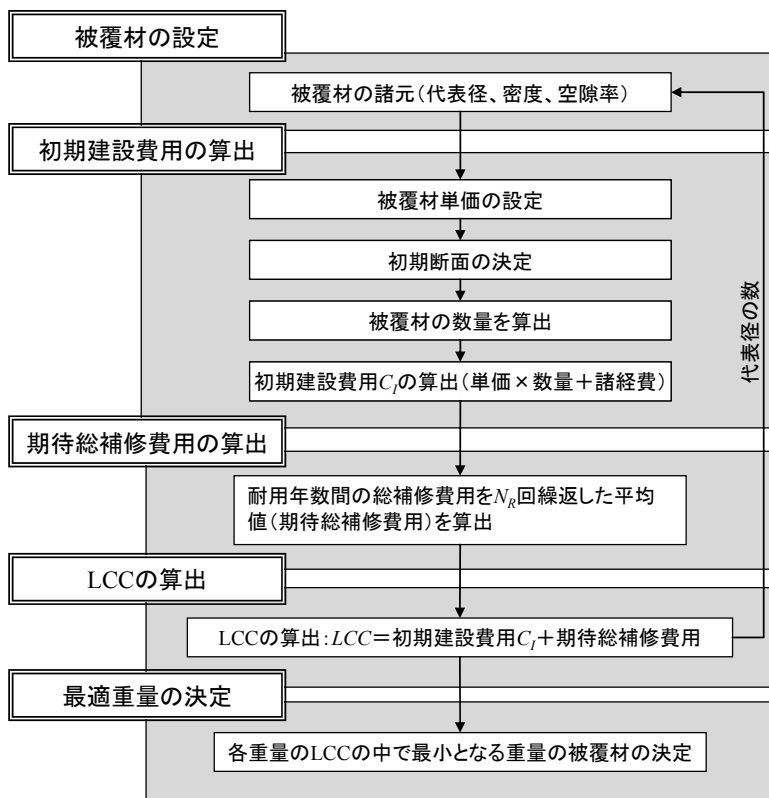 被覆材の設定
被覆材の諸元(代表径、密度、空隙率)
初期建設費用の算出
被覆材単価の設定
初期断面の決定
被覆材の数量を算出
初期建設費用C_Iの算出(単価×数量+諸経費)
代表径の数
期待総補修費用の算出
耐用年数間の総補修費用をN_R回繰返した平均
値(期待総補修費用)を算出
LCCの算出
LCCの算出:LCC=初期建設費用C_I+期待総補修費用
最適重量の決定
各重量のLCCの中で最小となる重量の被覆材の決定